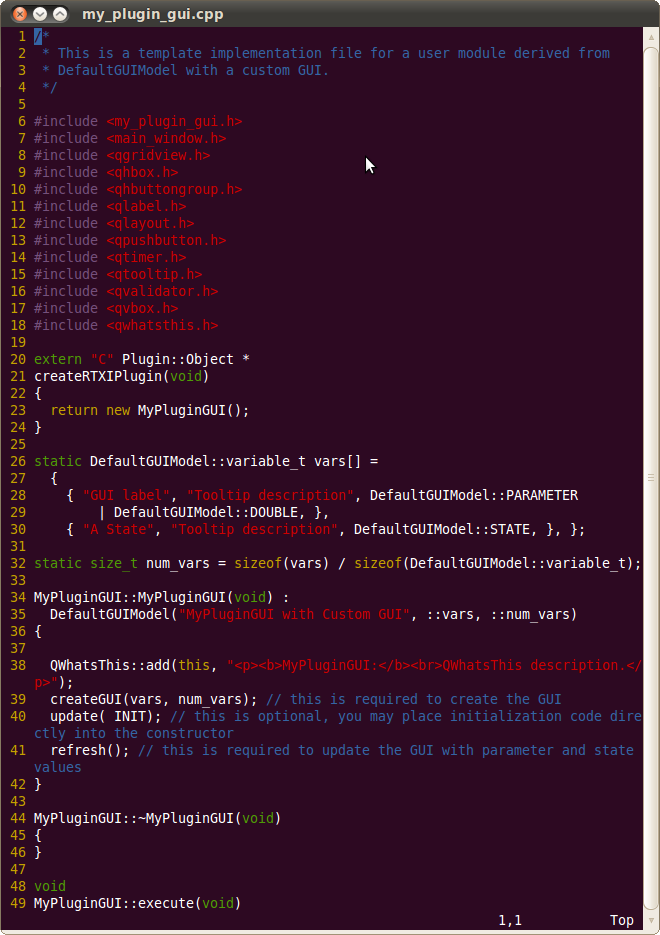 my_plugin_gui.cpp
1 /*
2  * This is a template implementation file for a user module derived from
3  * DefaultGUIModel with a custom GUI.
4  */
5
6 #include <my_plugin_gui.h>
7 #include <main_window.h>
8 #include <qgridview.h>
9 #include <qhbox.h>
10 #include <qhbuttongroup.h>
11 #include <qlabel.h>
12 #include <qlayout.h>
13 #include <qpushbutton.h>
14 #include <qtimer.h>
15 #include <qtooltip.h>
16 #include <qvalidator.h>
17 #include <qvbox.h>
18 #include <qwhatsthis.h>
19
20 extern "C" Plugin::Object *
21 createRTXIPlugin(void)
22 {
23   return new MyPluginGUI();
24 }
25
26 static DefaultGUIModel::variable_t vars[] =
27   {
28     { "GUI label", "Tooltip description", DefaultGUIModel::PARAMETER
29         | DefaultGUIModel::DOUBLE, },
30     { "A State", "Tooltip description", DefaultGUIModel::STATE, }, };
31
32 static size_t num_vars = sizeof(vars) / sizeof(DefaultGUIModel::variable_t);
33
34 MyPluginGUI::MyPluginGUI(void) :
35   DefaultGUIModel("MyPluginGUI with Custom GUI", ::vars, ::num_vars)
36 {
37
38   QWhatsThis::add(this, "<p><b>MyPluginGUI:</b><br>QWhatsThis description.</
p>");
39   createGUI(vars, num_vars); // this is required to create the GUI
40   update( INIT); // this is optional, you may place initialization code dire
ctly into the constructor
41   refresh(); // this is required to update the GUI with parameter and state
values
42 }
43
44 MyPluginGUI::~MyPluginGUI(void)
45 {
46 }
47
48 void
49 MyPluginGUI::execute(void)
1,1 Top